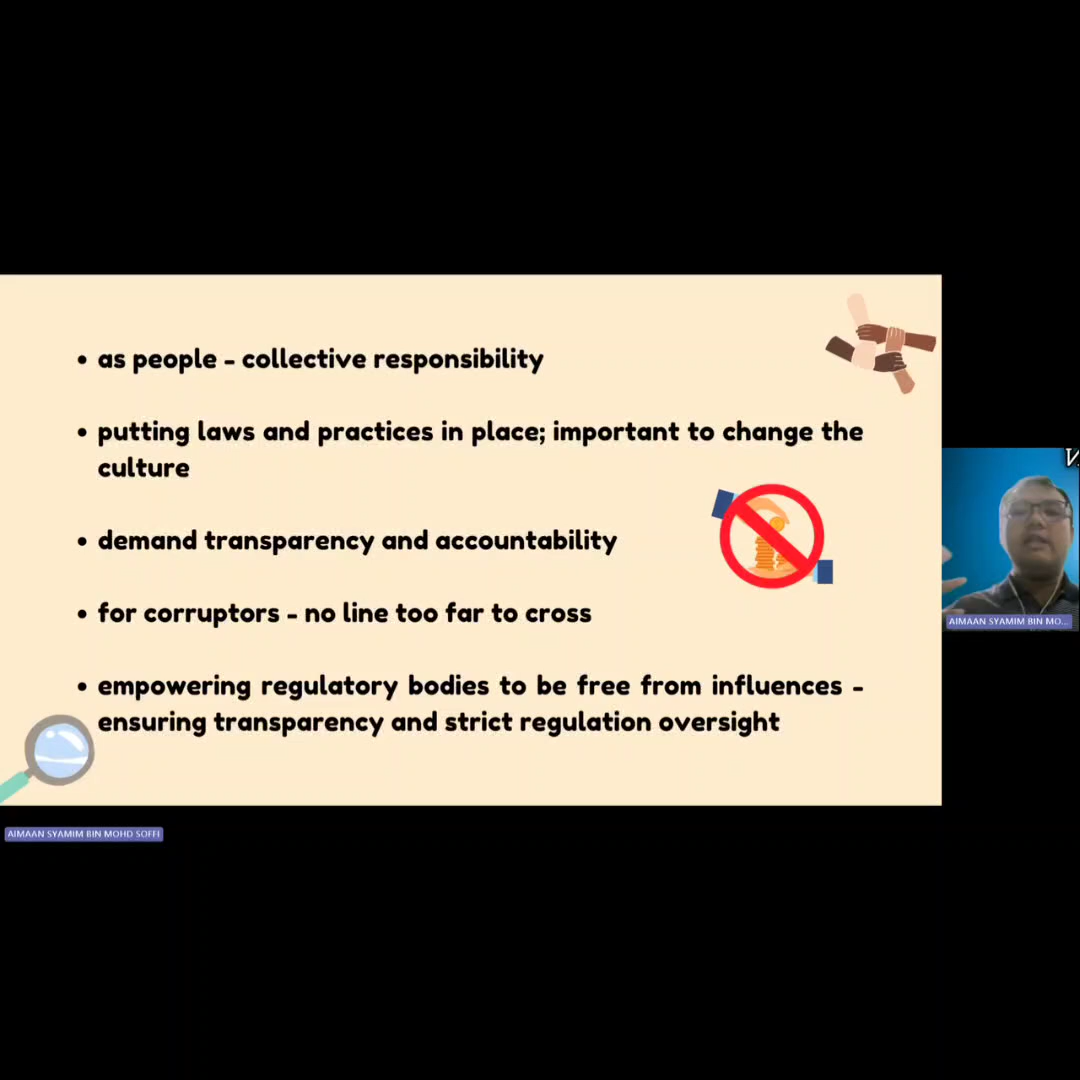 • as people - collective responsibility
• putting laws and practices in place; important to change the
culture
• demand transparency and accountability
• for corruptors - no line too far to cross
• empowering regulatory bodies to be free from influences -
ensuring transparency and strict regulation oversight
AIMAAN SYAMIM BIN MO...
AIMAAN SYAMIM BIN MOHD SOFFI